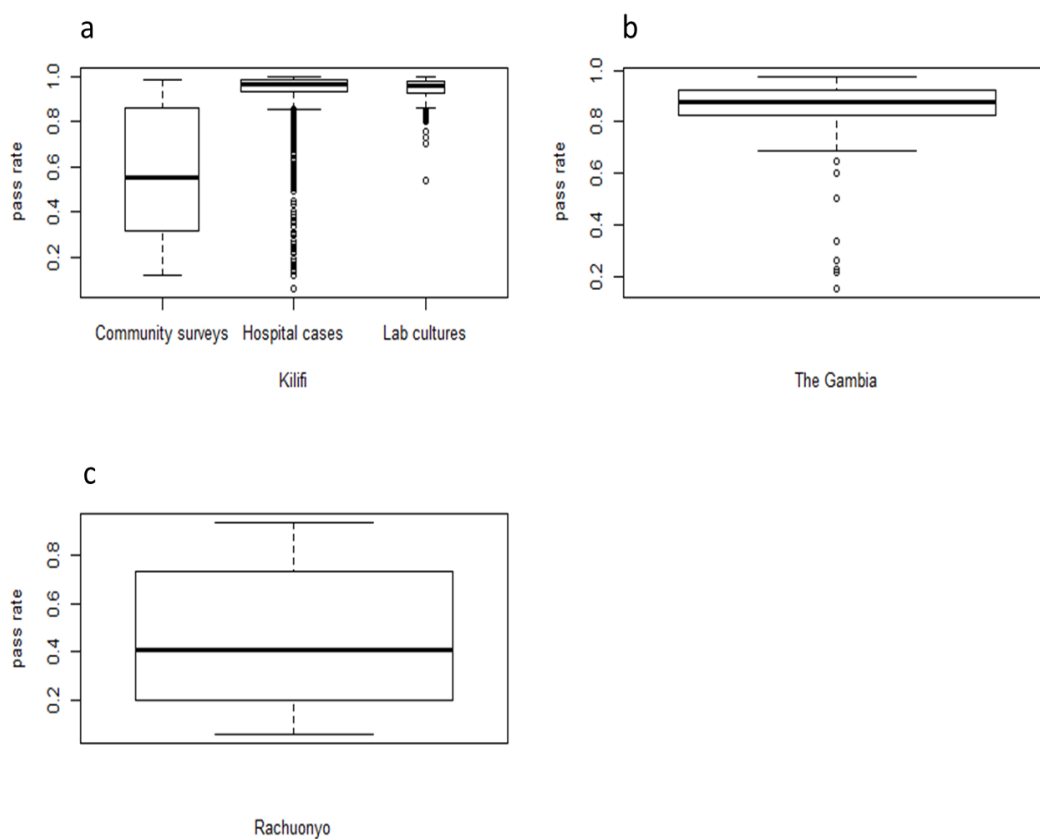 a
pass rate
1.0
0.8
0.6
0.4
0.2
Community surveys Hospital cases Lab cultures
Kilifi
b
pass rate
1.0
0.8
0.6
0.4
0.2
The Gambia
c
pass rate
0.8
0.6
0.4
0.2
Rachuonyo